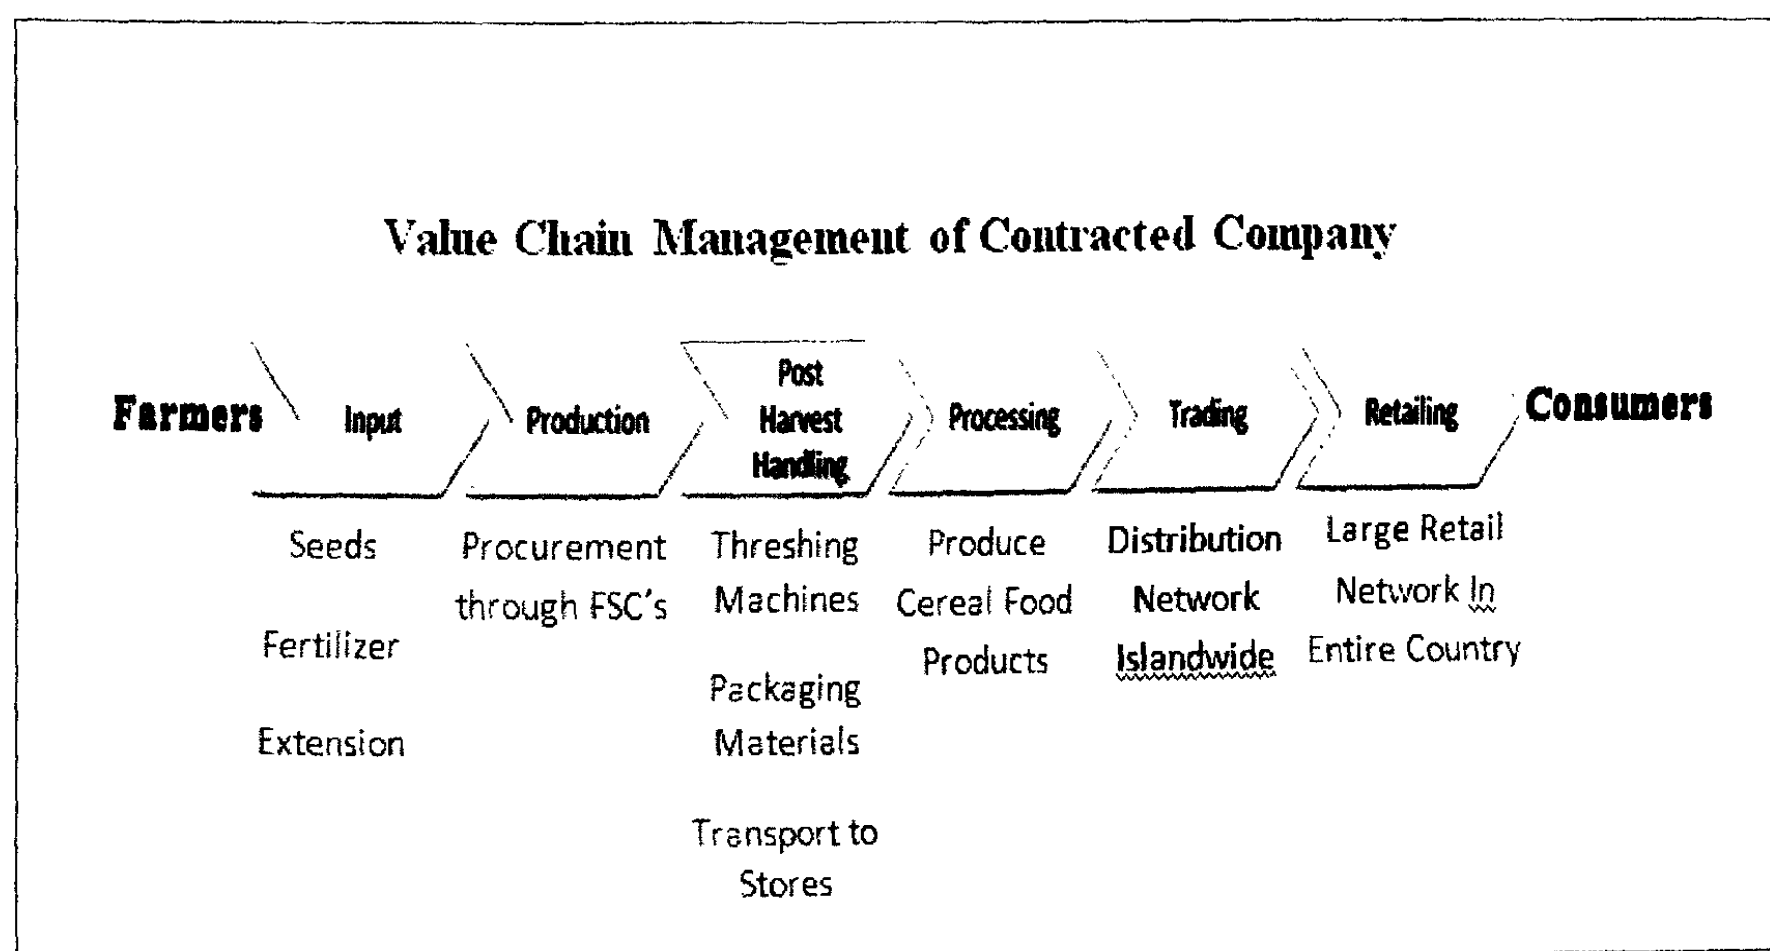 Value Chain Management of Contracted Company
Farmers
Input
Production
Post
Harvest
Handling
Processing
Trading
Retailing
Consumers
Seeds
Fertilizer
Extension
Procurement
through FSC's
Threshing
Machines
Packaging
Materials
Transport to
Stores
Produce
Cereal Food
Products
Distribution
Network
Islandwide
Large Retail
Network In
Entire Country